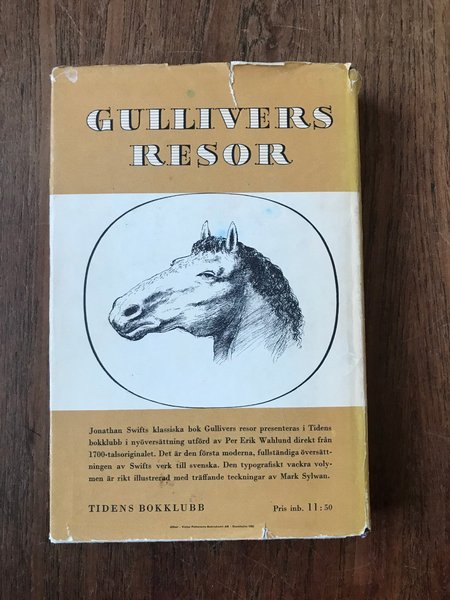 GULLIVERS
RESOR
Jonathan Swifts klassiska bok Gullivers resor presenteras i Tidens
bokklubb i nyöversättning utförd av Per Erik Wahlund direkt från
1700-talsoriginalet. Det är den första moderna, fullständiga översätt-
ningen av Swifts verk till svenska. Den typografiskt vackra voly-
men är rikt illustrerad med träffande teckningar av Mark Sylwan.
TIDENS BOKKLUBB Pris inb. 11:50